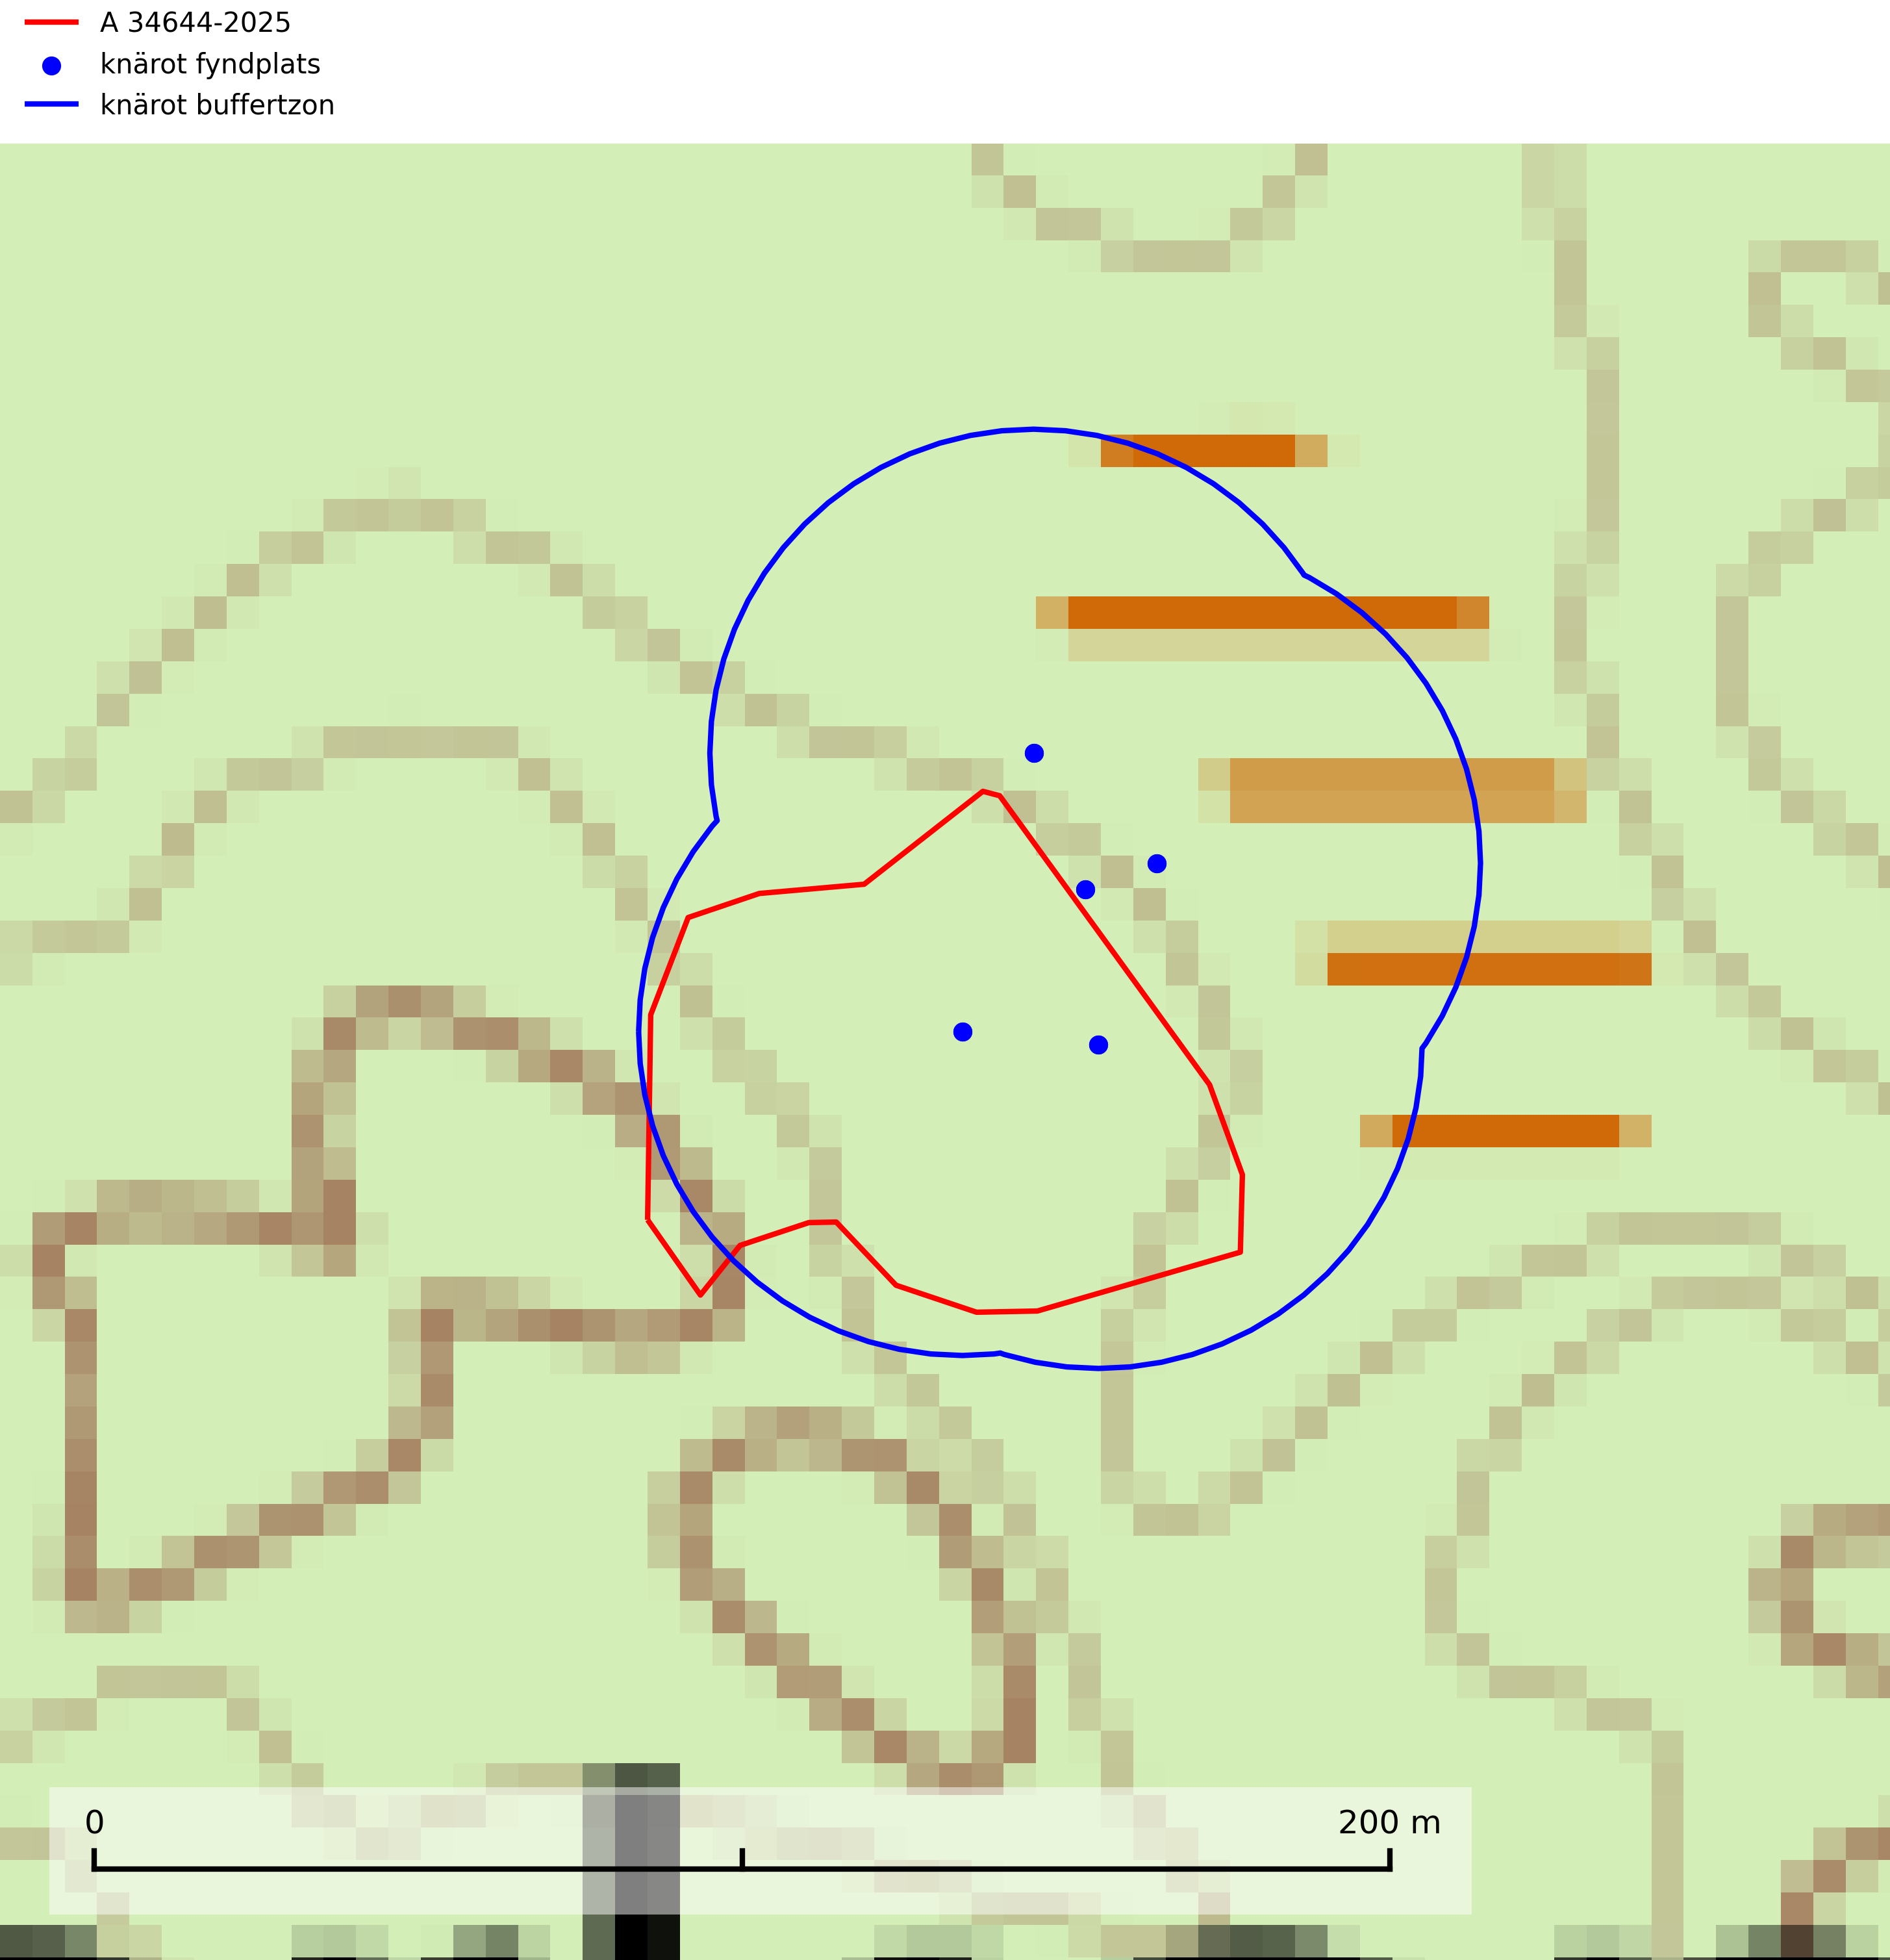 A 34644-2025
knärot fyndplats
knärot buffertzon
0 200 m